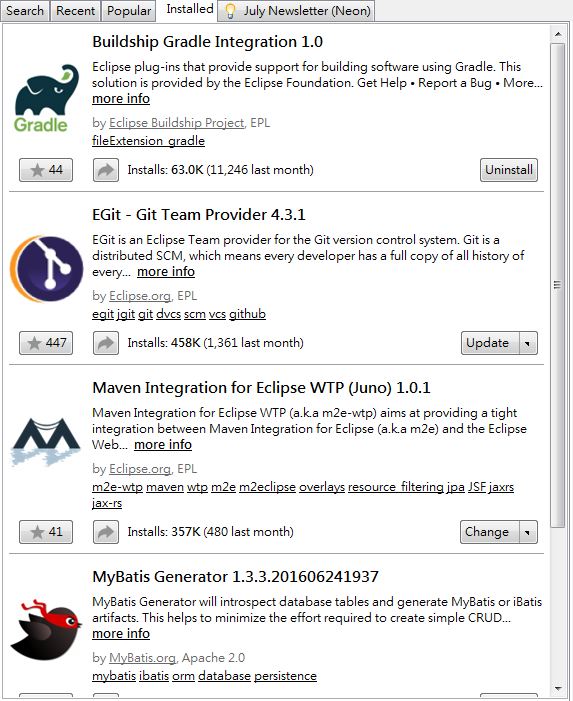 Search Recent Popular Installed July Newsletter (Neon)
Buildship Gradle Integration 1.0
Eclipse plug-ins that provide support for building software using Gradle. This
solution is provided by the Eclipse Foundation. Get Help • Report a Bug • More...
more info
Gradle
by Eclipse Buildship Project, EPL
fileExtension_gradle
44 Installs: 63.0K (11,246 last month) Uninstall
EGit - Git Team Provider 4.3.1
EGit is an Eclipse Team provider for the Git version control system. Git is a
distributed SCM, which means every developer has a full copy of all history of
every... more info
by Eclipse.org, EPL
egit jgit git dvcs scm vcs github
447 Installs: 458K (1,361 last month) Update
Maven Integration for Eclipse WTP (Juno) 1.0.1
Maven Integration for Eclipse WTP (a.k.a m2e-wtp) aims at providing a tight
integration between Maven Integration for Eclipse (a.k.a m2e) and the Eclipse
Web... more info
by Eclipse.org, EPL
m2e-wtp maven wtp m2e m2eclipse overlays resource_filtering jpa JSF jaxrs
jax-rs
41 Installs: 357K (480 last month) Change
MyBatis Generator 1.3.3.201606241937
MyBatis Generator will introspect database tables and generate MyBatis or iBatis
artifacts. This helps to minimize the effort required to create simple CRUD...
more info
by MyBatis.org, Apache 2.0
mybatis ibatis orm database persistence